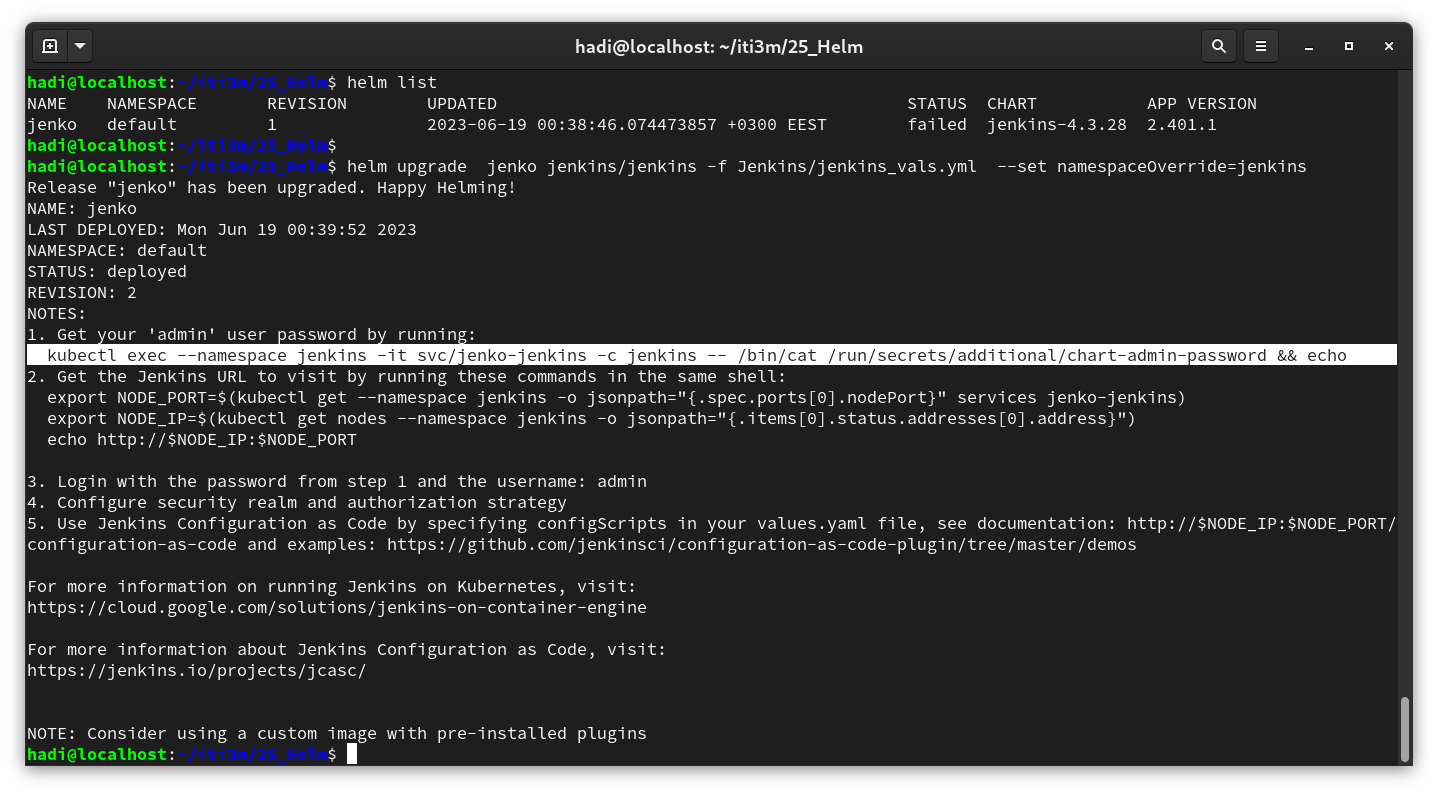 hadi@localhost: ~/iti3m/25_Helm
hadi@localhost:~/iti3m/25_Helm$ helm list
NAME    NAMESPACE       REVISION        UPDATED                                         STATUS  CHART           APP VERSION
jenko   default         1               2023-06-19 00:38:46.074473857 +0300 EEST        failed  jenkins-4.3.28  2.401.1
hadi@localhost:~/iti3m/25_Helm$
hadi@localhost:~/iti3m/25_Helm$ helm upgrade  jenko jenkins/jenkins -f Jenkins/jenkins_vals.yml  --set namespaceOverride=jenkins
Release "jenko" has been upgraded. Happy Helming!
NAME: jenko
LAST DEPLOYED: Mon Jun 19 00:39:52 2023
NAMESPACE: default
STATUS: deployed
REVISION: 2
NOTES:
1. Get your 'admin' user password by running:
  kubectl exec --namespace jenkins -it svc/jenko-jenkins -c jenkins -- /bin/cat /run/secrets/additional/chart-admin-password && echo
2. Get the Jenkins URL to visit by running these commands in the same shell:
  export NODE_PORT=$(kubectl get --namespace jenkins -o jsonpath="{.spec.ports[0].nodePort}" services jenko-jenkins)
  export NODE_IP=$(kubectl get nodes --namespace jenkins -o jsonpath="{.items[0].status.addresses[0].address}")
  echo http://$NODE_IP:$NODE_PORT

3. Login with the password from step 1 and the username: admin
4. Configure security realm and authorization strategy
5. Use Jenkins Configuration as Code by specifying configScripts in your values.yaml file, see documentation: http://$NODE_IP:$NODE_PORT/
configuration-as-code and examples: https://github.com/jenkinsci/configuration-as-code-plugin/tree/master/demos

For more information on running Jenkins on Kubernetes, visit:
https://cloud.google.com/solutions/jenkins-on-container-engine

For more information about Jenkins Configuration as Code, visit:
https://jenkins.io/projects/jcasc/

NOTE: Consider using a custom image with pre-installed plugins
hadi@localhost:~/iti3m/25_Helm$